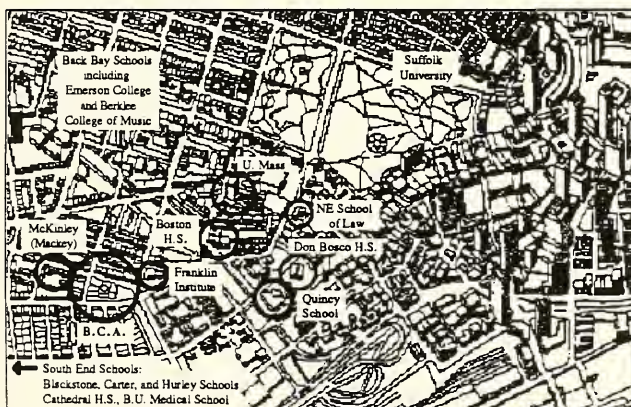 Back Bay Schools
including
Emerson College
and Berklee
College of Music
Suffolk
University
U. Mass
McKinley
(Mackey)
Boston
H.S.
NE School
of Law
Don Bosco H.S.
Franklin
Institute
Quincy
School
B.C.A.
South End Schools:
Blackstone, Carter, and Hurley Schools
Cathedral H.S., B.U. Medical School